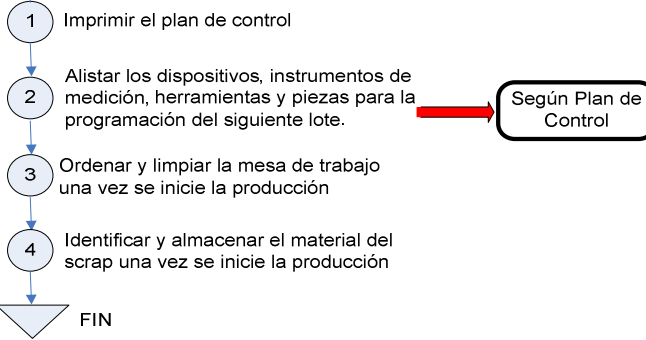 1
Imprimir el plan de control
2
Alistar los dispositivos, instrumentos de
medición, herramientas y piezas para la
programación del siguiente lote.
Según Plan de
Control
3
Ordenar y limpiar la mesa de trabajo
una vez se inicie la producción
4
Identificar y almacenar el material del
scrap una vez se inicie la producción
FIN